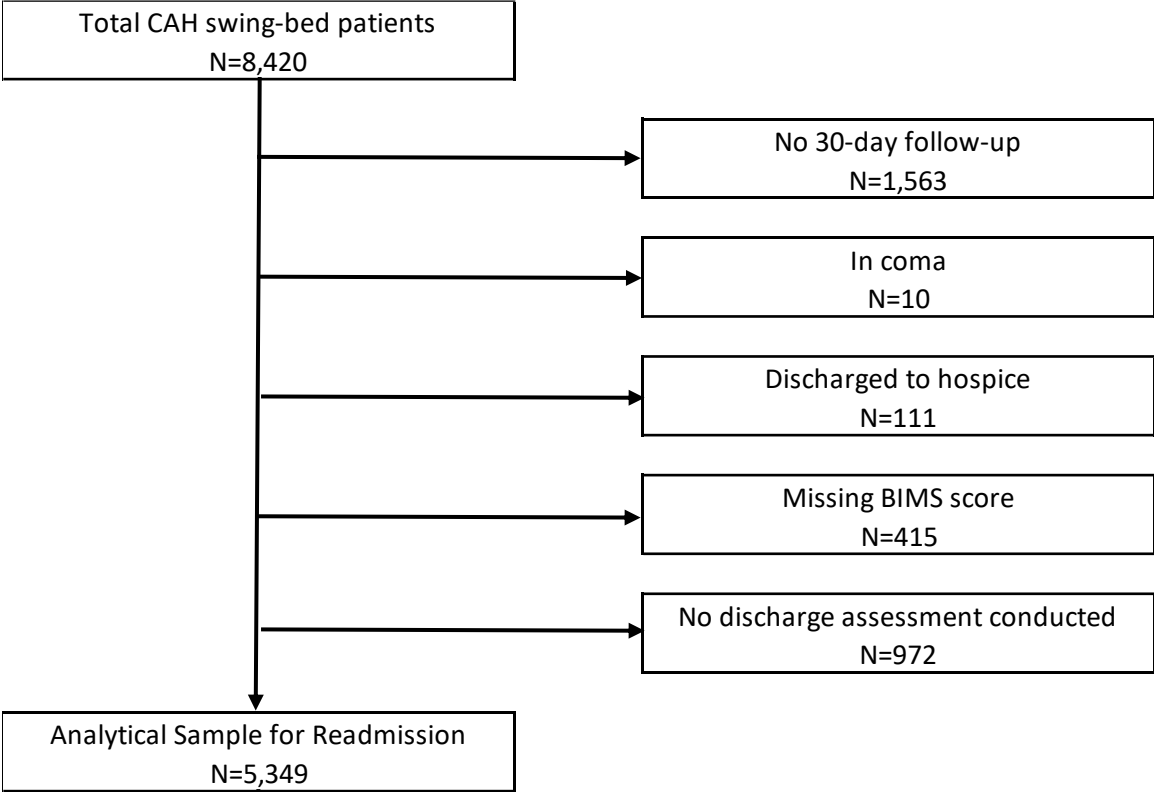 Total CAH swing-bed patients
N=8,420
No 30-day follow-up
N=1,563
In coma
N=10
Discharged to hospice
N=111
Missing BIMS score
N=415
No discharge assessment conducted
N=972
Analytical Sample for Readmission
N=5,349